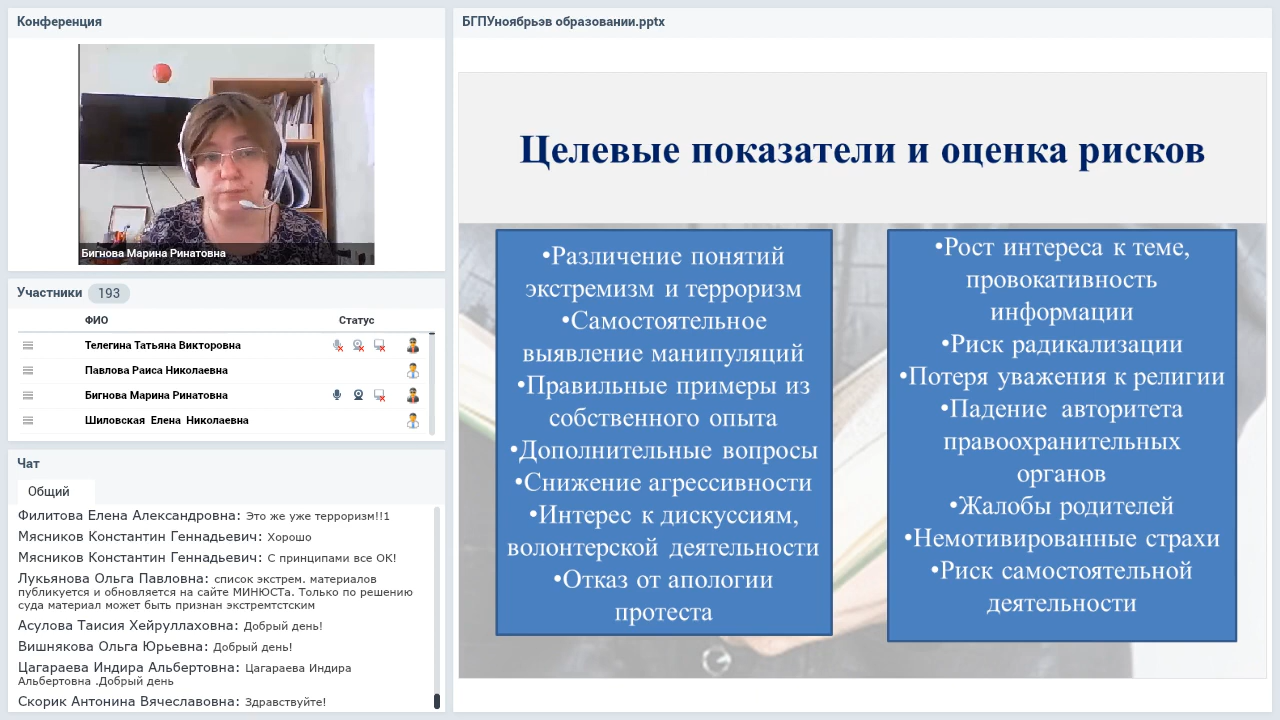 Конференция
Бигнова Марина Ринатовна
Участники 193
ФИО Статус
Телегина Татьяна Викторовна
Павлова Раиса Николаевна
Бигнова Марина Ринатовна
Шиловская Елена Николаевна
Чат
Общий
Филитова Елена Александровна: Это же уже терроризм!!1
Мясников Константин Геннадьевич: Хорошо
Мясников Константин Геннадьевич: С принципами все ОК!
Лукьянова Ольга Павловна: список экстрем. материалов
публикуется и обновляется на сайте МИНЮСТа. Только по решению
суда материал может быть признан экстремтстским
Асулова Таисия Хейруллаховна: Добрый день!
Вишнякова Ольга Юрьевна: Добрый день!
Цагараева Индира Альбертовна: Цагараева Индира
Альбертовна .Добрый день
Скорик Антонина Вячеславовна: Здравствуйте!
БГПУноябрьэв образовании.pptx
Целевые показатели и оценка рисков
•Различение понятий
экстремизм и терроризм
•Самостоятельное
выявление манипуляций
•Правильные примеры из
собственного опыта
•Дополнительные вопросы
•Снижение агрессивности
•Интерес к дискуссиям,
волонтерской деятельности
•Отказ от апологии
протеста
•Рост интереса к теме,
провокативность
информации
•Риск радикализации
•Потеря уважения к религии
•Падение авторитета
правоохранительных
органов
•Жалобы родителей
•Немотивированные страхи
•Риск самостоятельной
деятельности